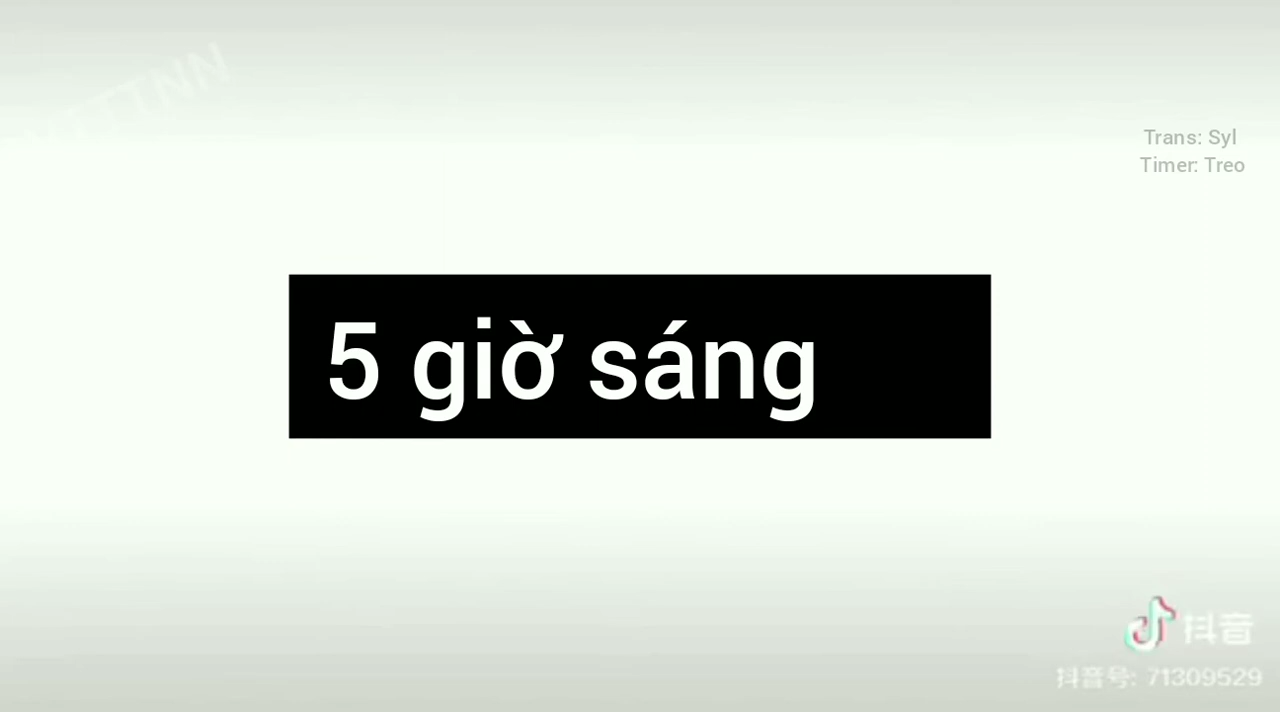 Trans: Syl
Timer: Treo
5 giờ sáng
抖音
抖音号: 71309529